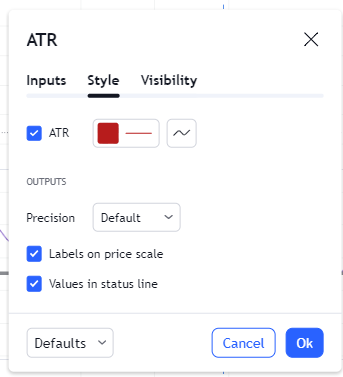 ATR
Inputs Style Visibility
ATR
OUTPUTS
Precision Default
Labels on price scale
Values in status line
Defaults Cancel Ok